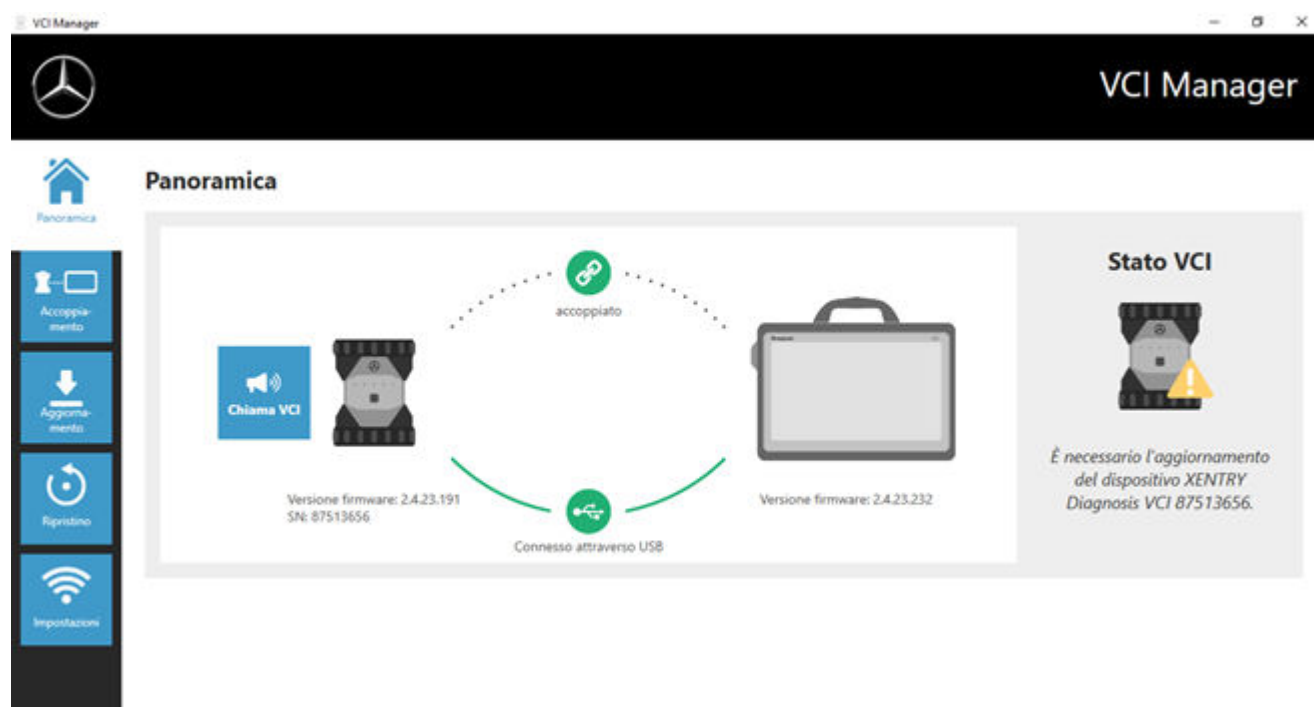 VCI Manager
VCI Manager
Panoramica
Panoramica
Accoppia-
mento
Aggiorna-
mento
Ripristino
Impostazioni
accoppiato
Chiama VCI
Versione firmware: 2.4.23.191
SN: 87513656
Connesso attraverso USB
Versione firmware: 2.4.23.232
Stato VCI
È necessario l'aggiornamento
del dispositivo XENTRY
Diagnosis VCI 87513656.